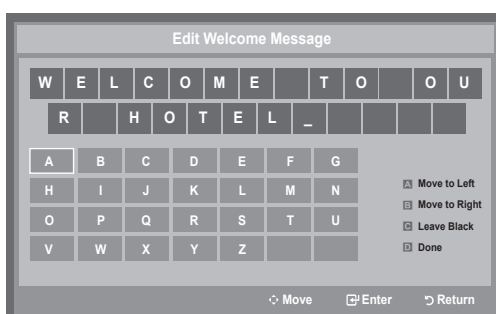 Edit Welcome Message
W E L C O M E   T O   O U
R   H O T E L _
A B C D E F G
H I J K L M N
O P Q R S T U
V W X Y Z
A Move to Left
B Move to Right
C Leave Black
D Done
Move Enter Return